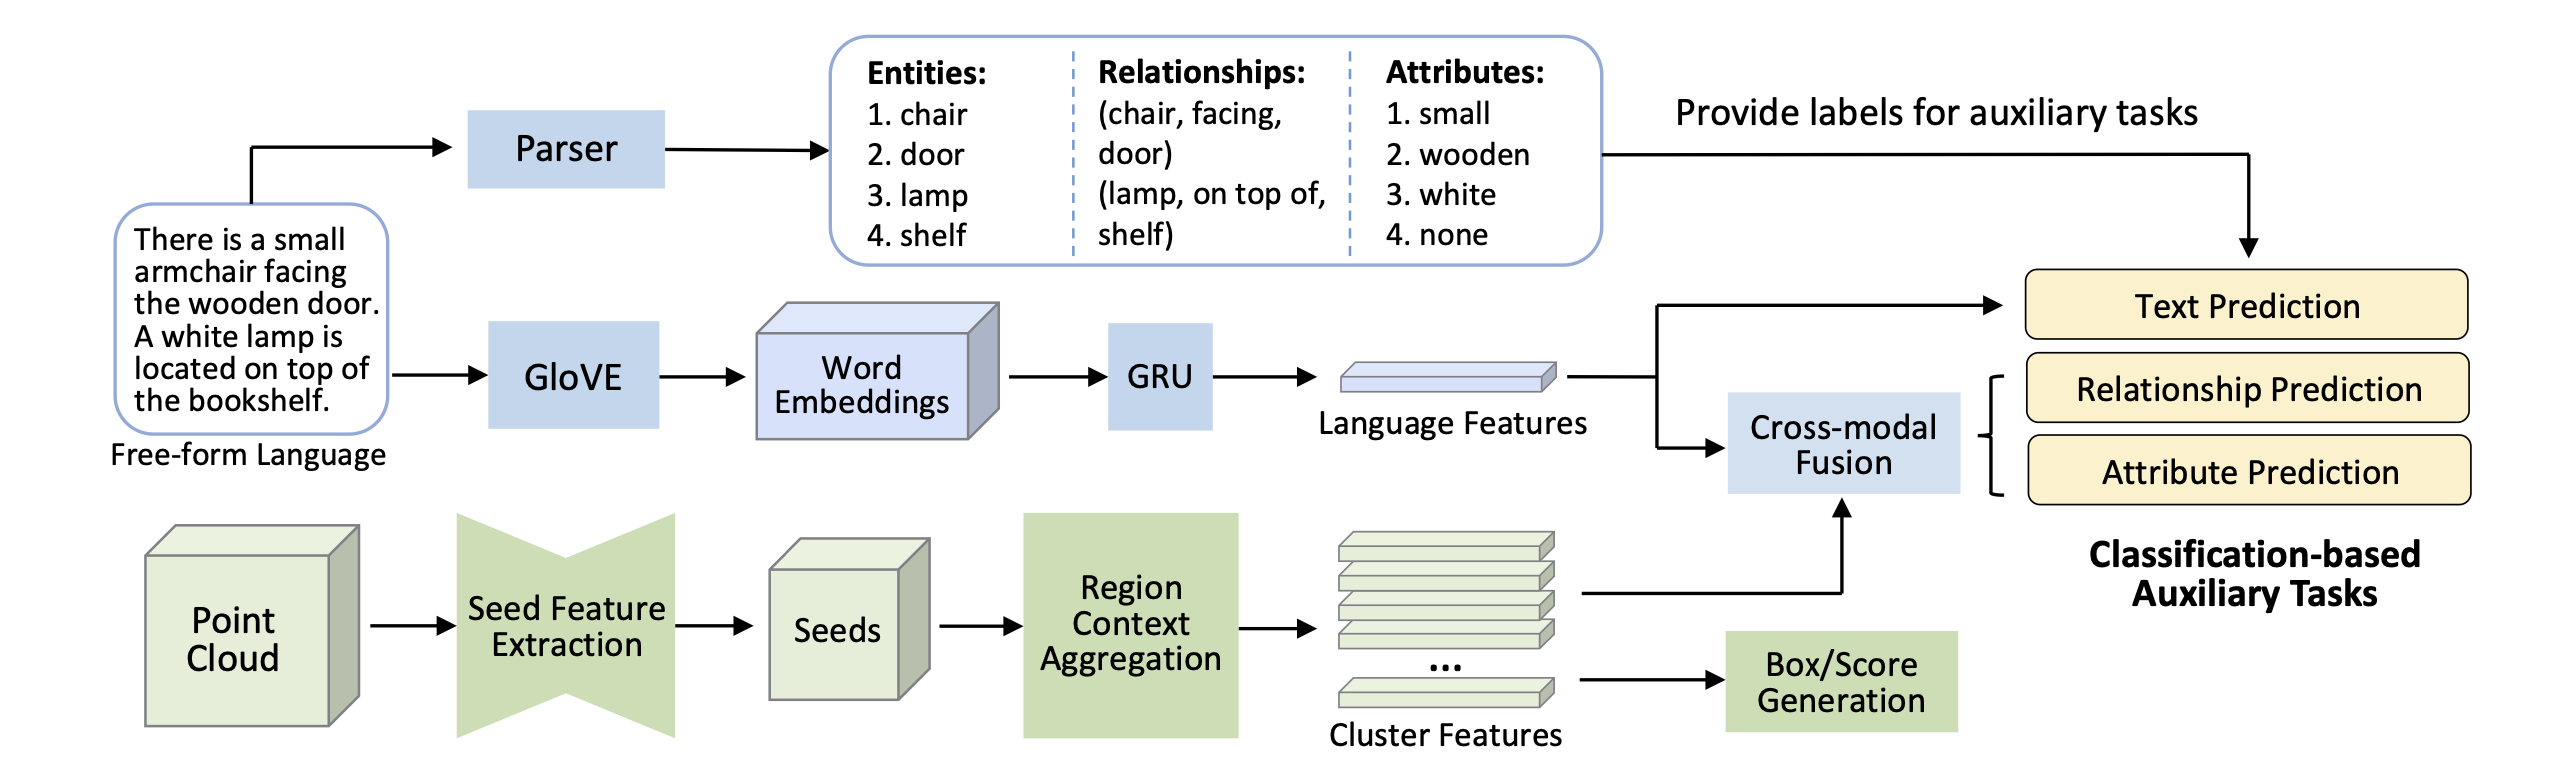 Entities:
1. chair
2. door
3. lamp
4. shelf
Relationships:
(chair, facing,
door)
(lamp, on top of,
shelf)
Attributes:
1. small
2. wooden
3. white
4. none
Provide labels for auxiliary tasks
Parser
There is a small
armchair facing
the wooden door.
A white lamp is
located on top of
the bookshelf.
Free-form Language
GloVE
Word
Embeddings
GRU
Language Features
Cross-modal
Fusion
Text Prediction
Relationship Prediction
Attribute Prediction
Classification-based
Auxiliary Tasks
Point
Cloud
Seed Feature
Extraction
Seeds
Region
Context
Aggregation
...
Cluster Features
Box/Score
Generation